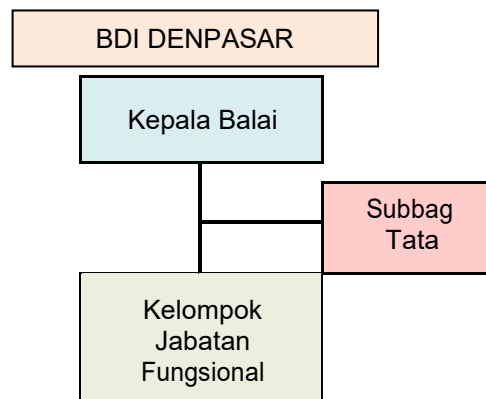 BDI DENPASAR
Kepala Balai
Subbag
Tata
Kelompok
Jabatan
Fungsional